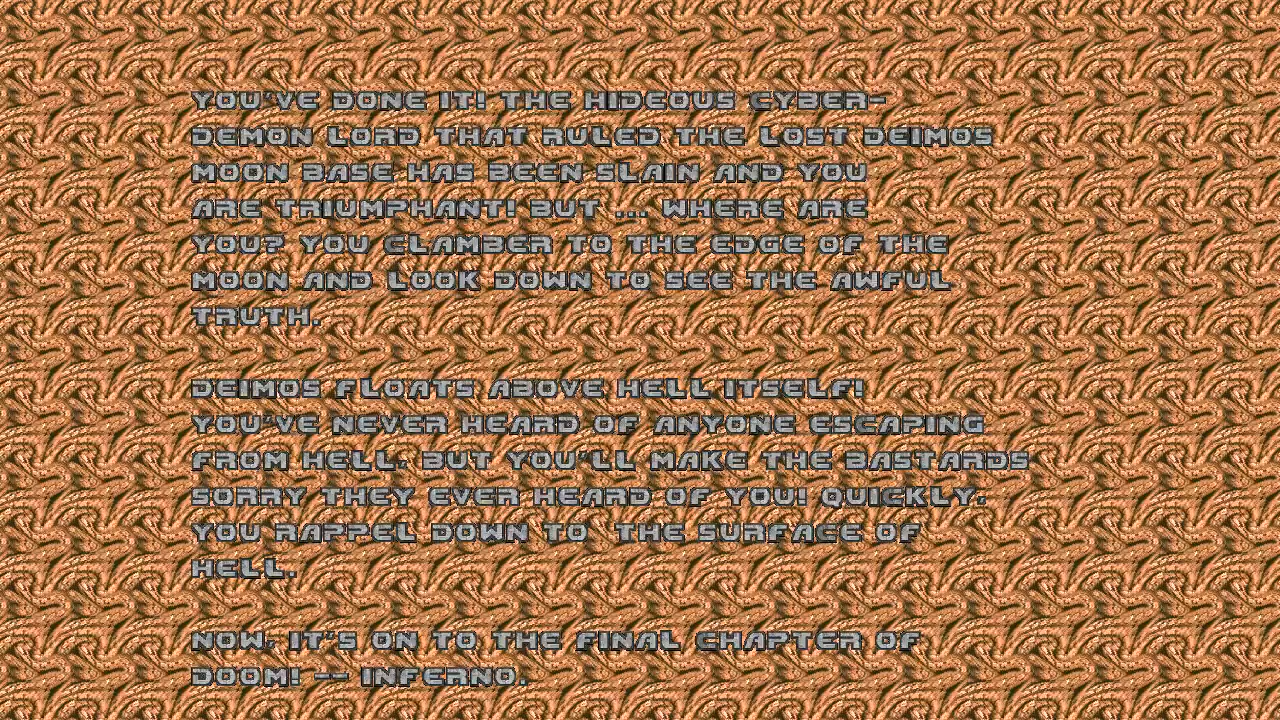 YOU'VE DONE IT! THE HIDEOUS CYBER-
DEMON LORD THAT RULED THE LOST DEIMOS
MOON BASE HAS BEEN SLAIN AND YOU
ARE TRIUMPHANT! BUT ... WHERE ARE
YOU? YOU CLAMBER TO THE EDGE OF THE
MOON AND LOOK DOWN TO SEE THE AWFUL
TRUTH.

DEIMOS FLOATS ABOVE HELL ITSELF!
YOU'VE NEVER HEARD OF ANYONE ESCAPING
FROM HELL, BUT YOU'LL MAKE THE BASTARDS
SORRY THEY EVER HEARD OF YOU! QUICKLY,
YOU RAPPEL DOWN TO  THE SURFACE OF
HELL.

NOW, IT'S ON TO THE FINAL CHAPTER OF
DOOM! -- INFERNO.